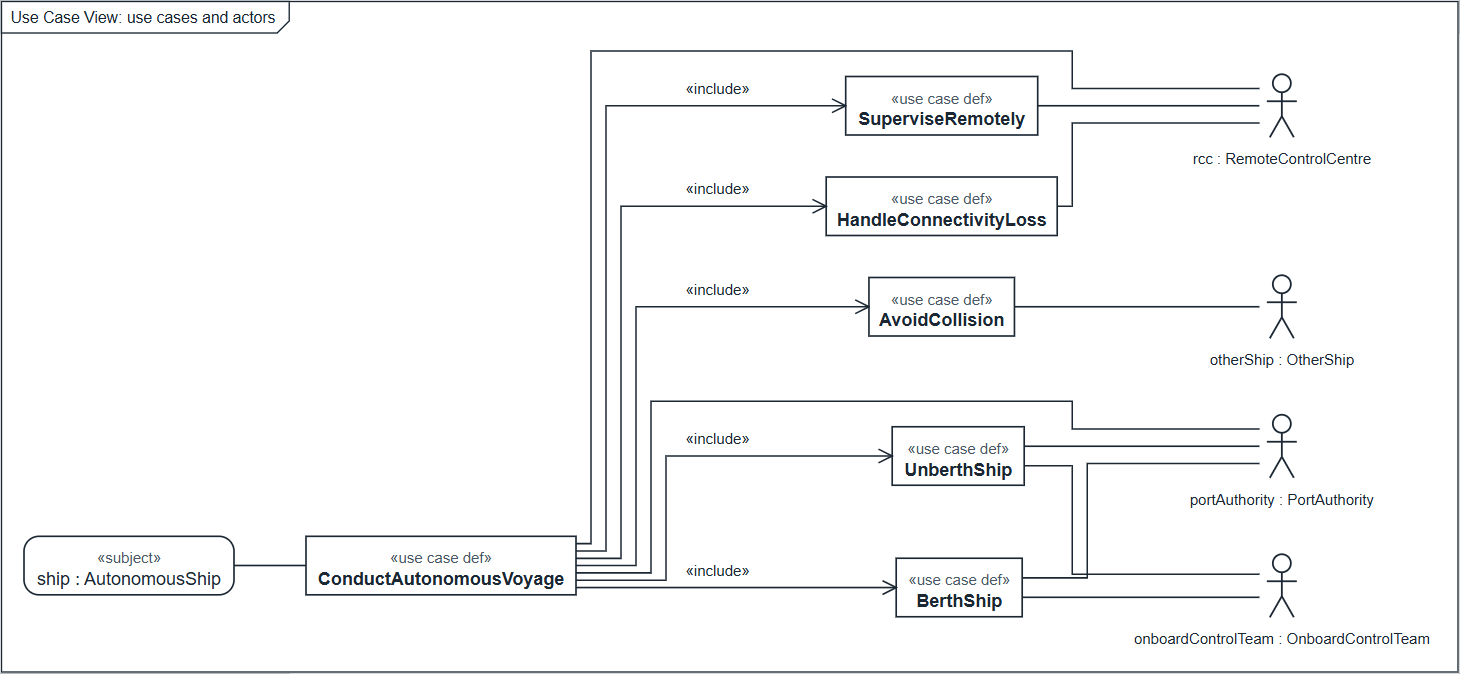 Use Case View: use cases and actors
«include»
«use case def»
SuperviseRemotely
rcc : RemoteControlCentre
«include»
«use case def»
HandleConnectivityLoss
«include»
«use case def»
AvoidCollision
otherShip : OtherShip
«include»
«use case def»
UnberthShip
portAuthority : PortAuthority
«subject»
ship : AutonomousShip
«use case def»
ConductAutonomousVoyage
«include»
«use case def»
BerthShip
onboardControlTeam : OnboardControlTeam